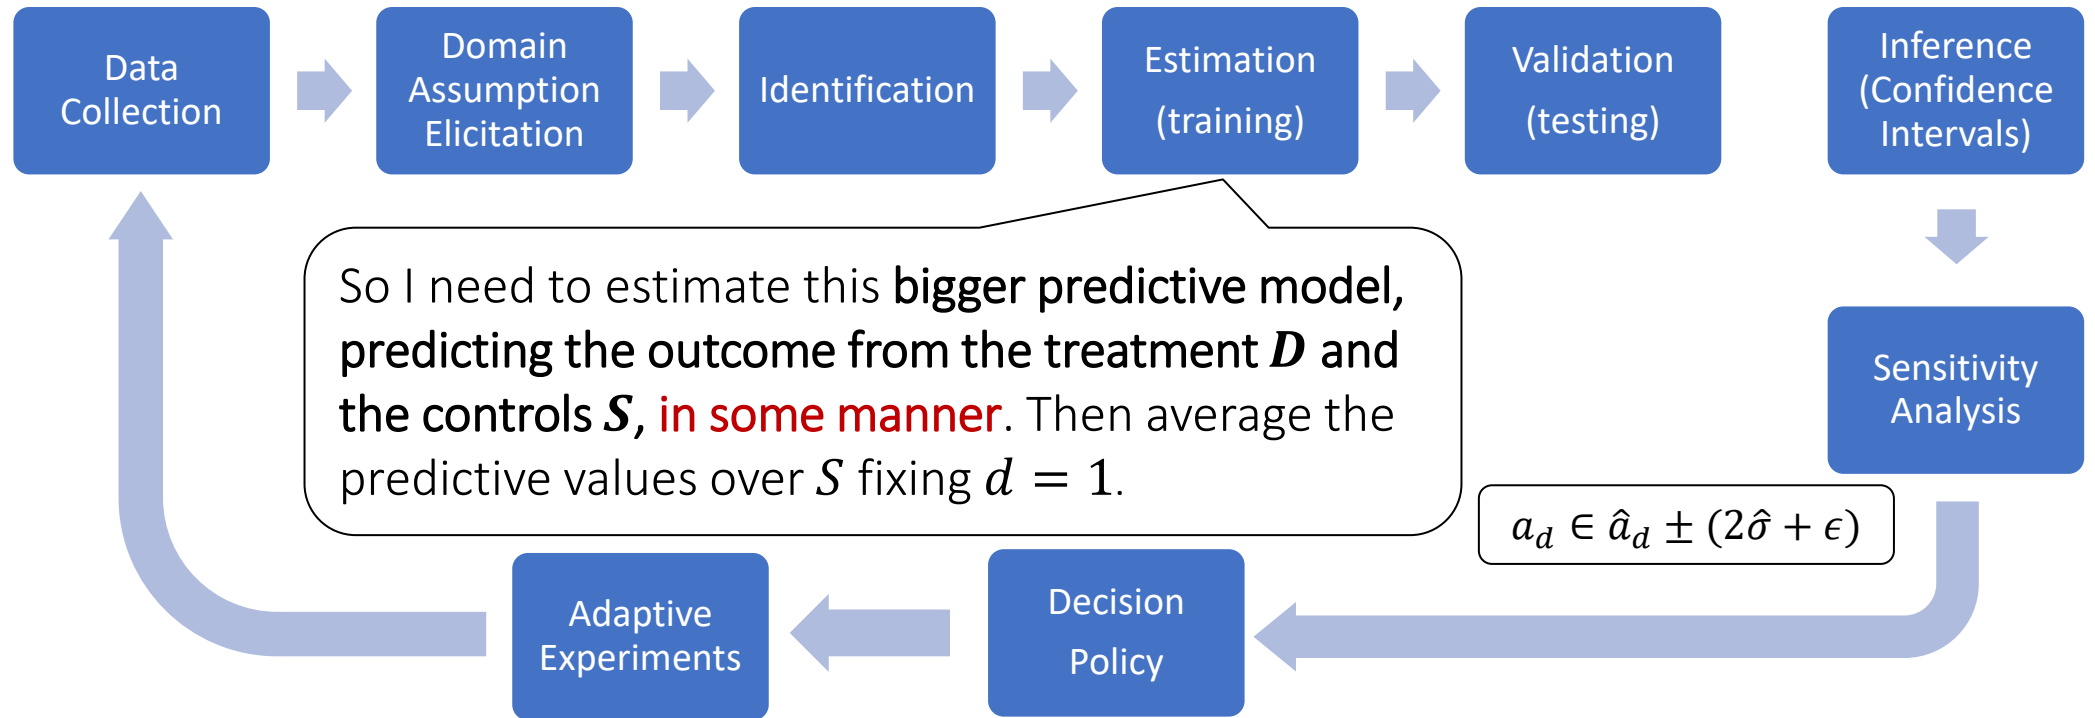 Data
Collection
Domain
Assumption
Elicitation
Identification
Estimation
(training)
Validation
(testing)
Inference
(Confidence
Intervals)
So I need to estimate this bigger predictive model,
predicting the outcome from the treatment D and
the controls S, in some manner. Then average the
predictive values over S fixing d = 1.
Sensitivity
Analysis
a_d ∈ â_d ± (2σ̂ + ϵ)
Decision
Policy
Adaptive
Experiments